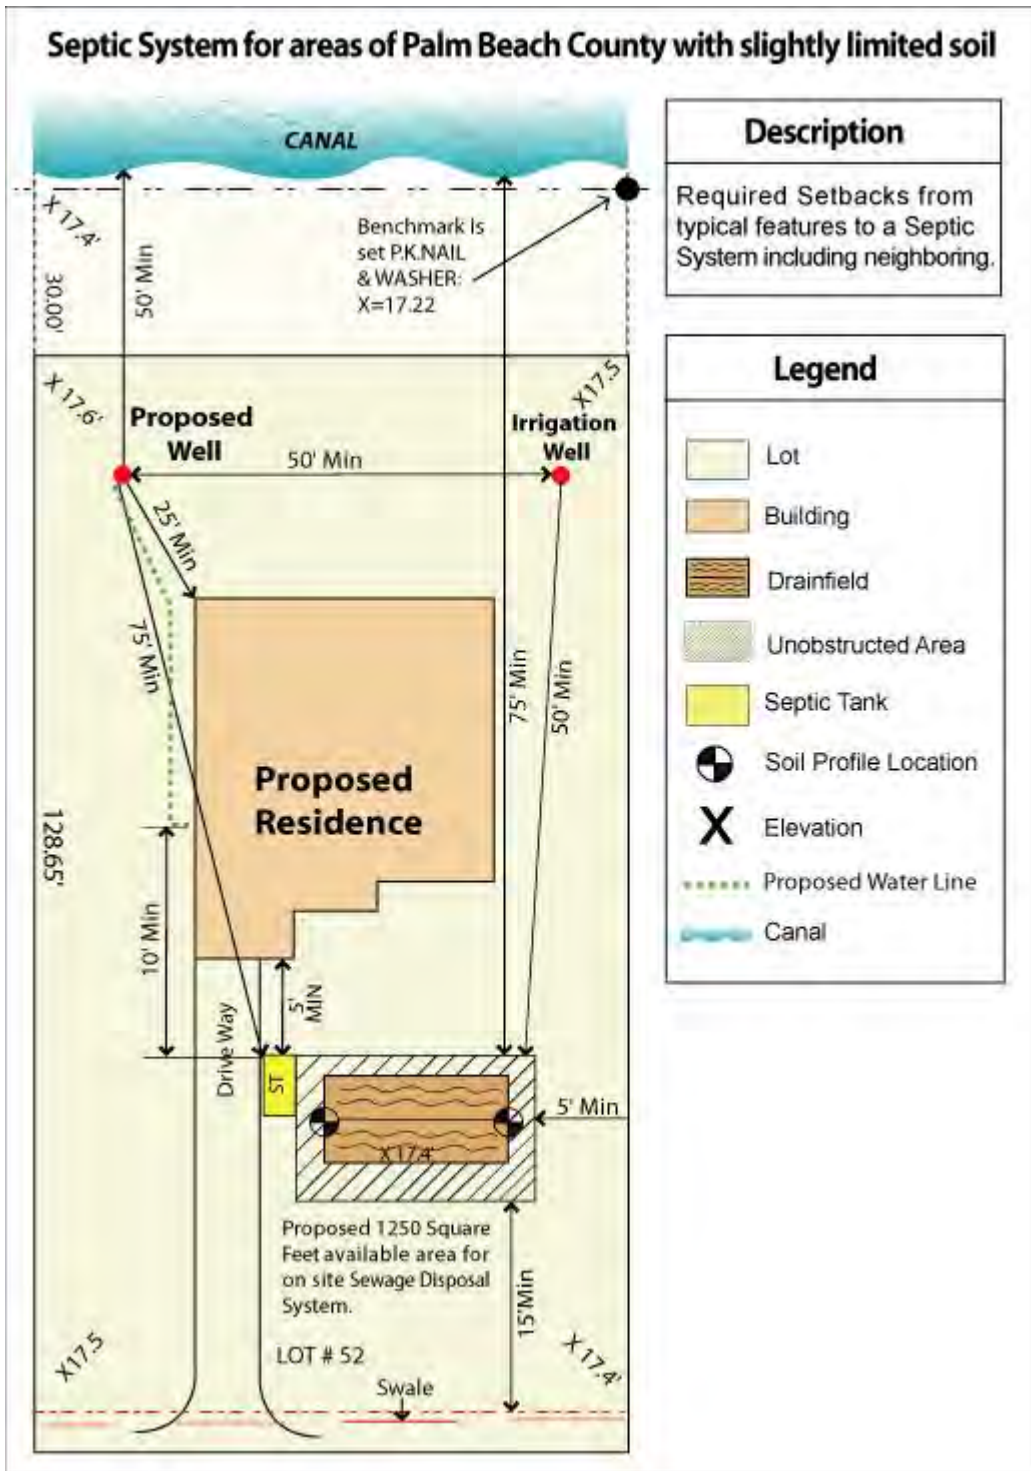 Septic System for areas of Palm Beach County with slightly limited soil
CANAL
X 17.4'
30.00'
50' Min
Benchmark is
set P.K.NAIL
& WASHER:
X=17.22
X 17.6'
X17.5
Proposed
Well
50' Min
Irrigation
Well
25' Min
75' Min
75' Min
50' Min
Proposed
Residence
128.65'
10' Min
5'
MIN
Drive Way
ST
X 17.4'
5' Min
Proposed 1250 Square
Feet available area for
on site Sewage Disposal
System.
15'Min
LOT # 52
X17.5
X 17.4'
Swale
Description
Required Setbacks from
typical features to a Septic
System including neighboring.
Legend
Lot
Building
Drainfield
Unobstructed Area
Septic Tank
Soil Profile Location
X Elevation
Proposed Water Line
Canal